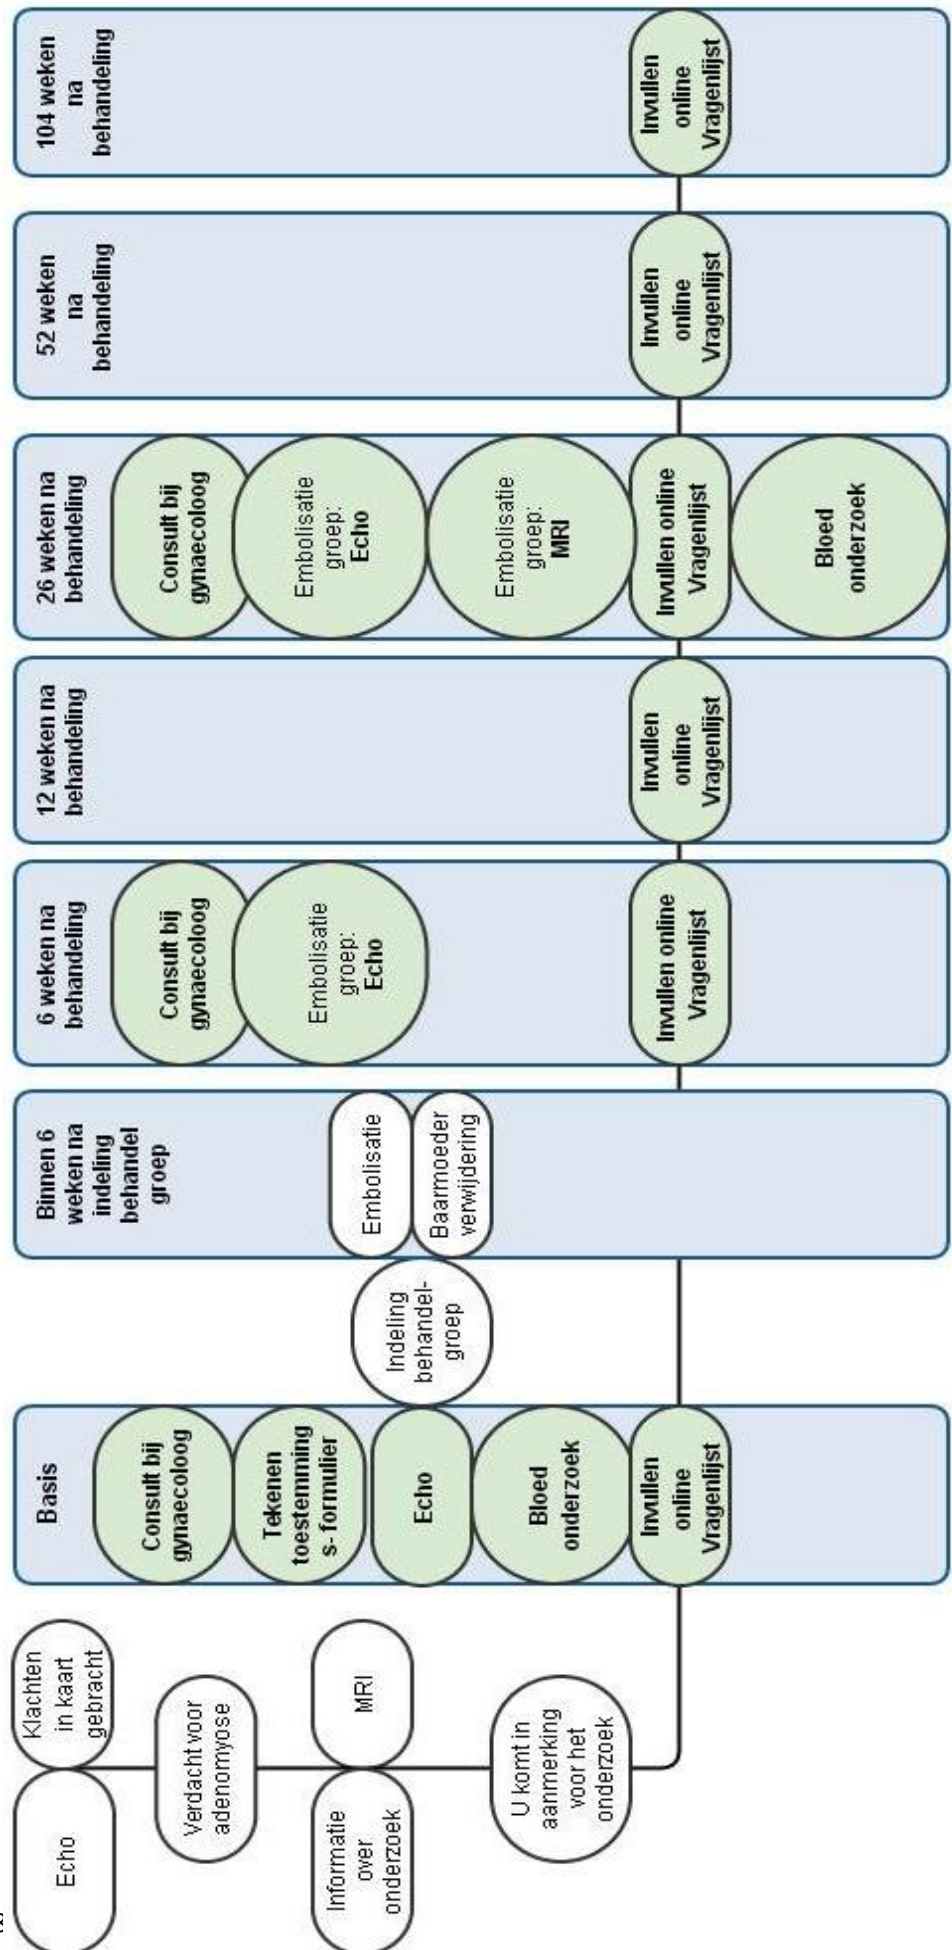 Echo
Klachten
in kaart
gebracht
Verdacht voor
adenomyose
Informatie
over
onderzoek
MRI
U komt in
aanmerking
voor het
onderzoek
Basis
Consult bij
gynaecoloog
Tekenen
toestemming
s- formulier
Echo
Bloed
onderzoek
Invullen
online
Vragenlijst
Indeling
behandel-
groep
Binnen 6
weken na
indeling
behandel
groep
Embolisatie
Baarmoeder
verwijdering
6 weken na
behandeling
Consult bij
gynaecoloog
Embolisatie
groep:
Echo
Invullen online
Vragenlijst
12 weken na
behandeling
Invullen
online
Vragenlijst
26 weken na
behandeling
Consult bij
gynaecoloog
Embolisatie
groep:
Echo
Embolisatie
groep:
MRI
Invullen online
Vragenlijst
Bloed
onderzoek
52 weken
na
behandeling
Invullen
online
Vragenlijst
104 weken
na
behandeling
Invullen
online
Vragenlijst